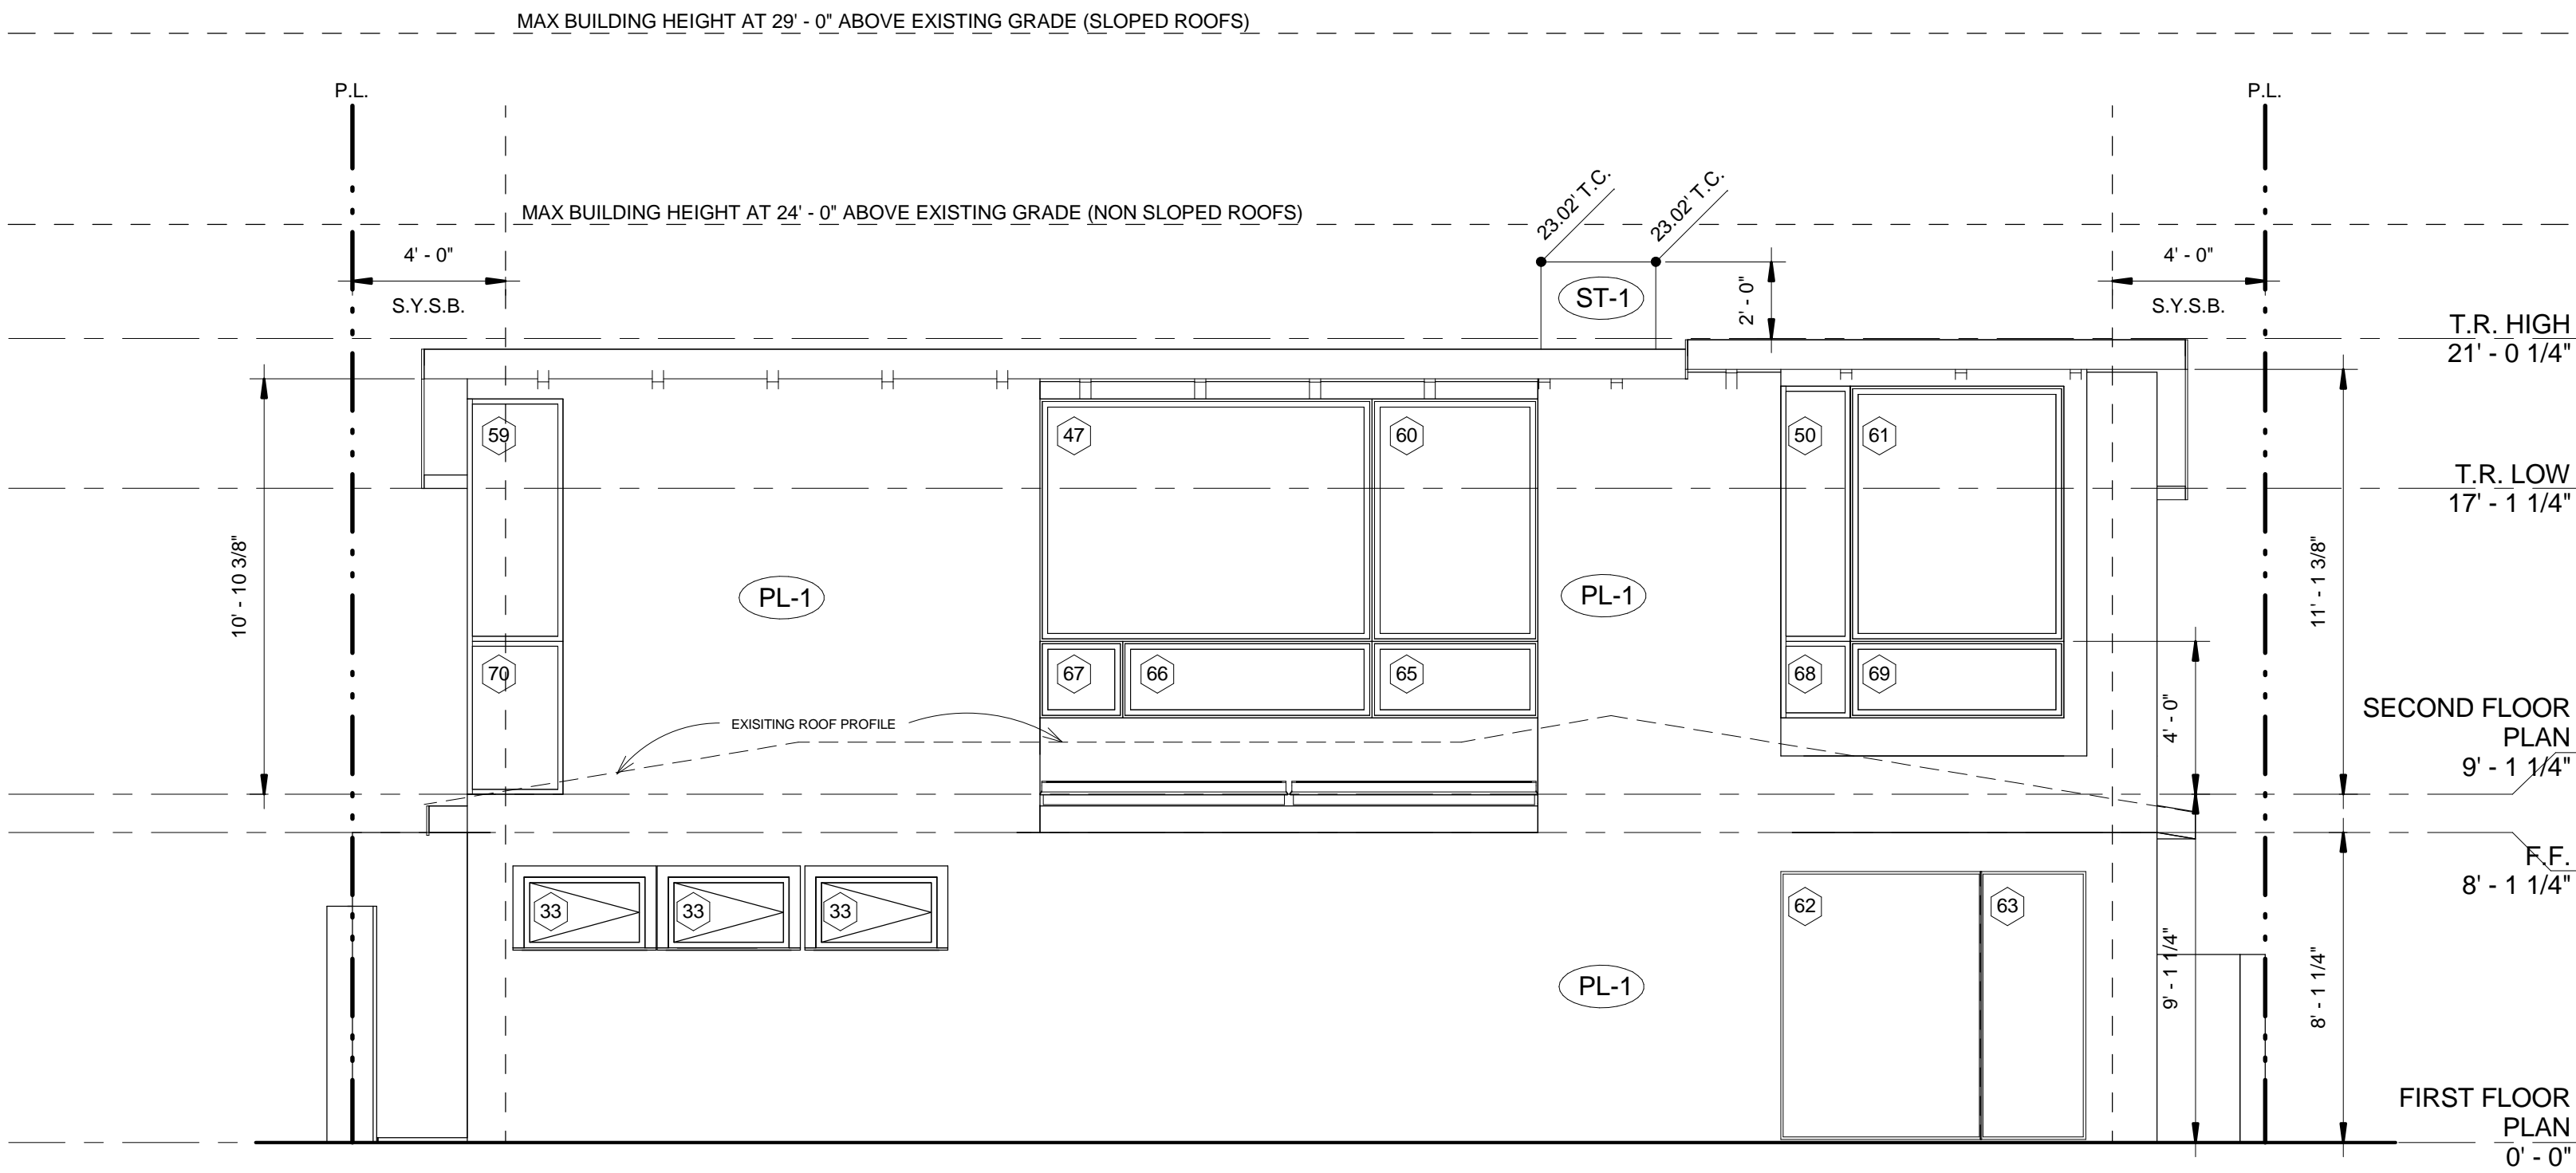 MAX BUILDING HEIGHT AT 29' - 0" ABOVE EXISTING GRADE (SLOPED ROOFS)
P.L.
P.L.
MAX BUILDING HEIGHT AT 24' - 0" ABOVE EXISTING GRADE (NON SLOPED ROOFS)
23.02' T.C.
23.02' T.C.
4' - 0"
S.Y.S.B.
4' - 0"
S.Y.S.B.
ST-1
2' - 0"
T.R. HIGH
21' - 0 1/4"
59
47
60
50
61
T.R. LOW
17' - 1 1/4"
10' - 10 3/8"
PL-1
PL-1
11' - 1 3/8"
70
67
66
65
68
69
EXISITING ROOF PROFILE
4' - 0"
SECOND FLOOR
PLAN
9' - 1 1/4"
F.F.
8' - 1 1/4"
33
33
33
62
63
PL-1
9' - 1 1/4"
8' - 1 1/4"
FIRST FLOOR
PLAN
0' - 0"